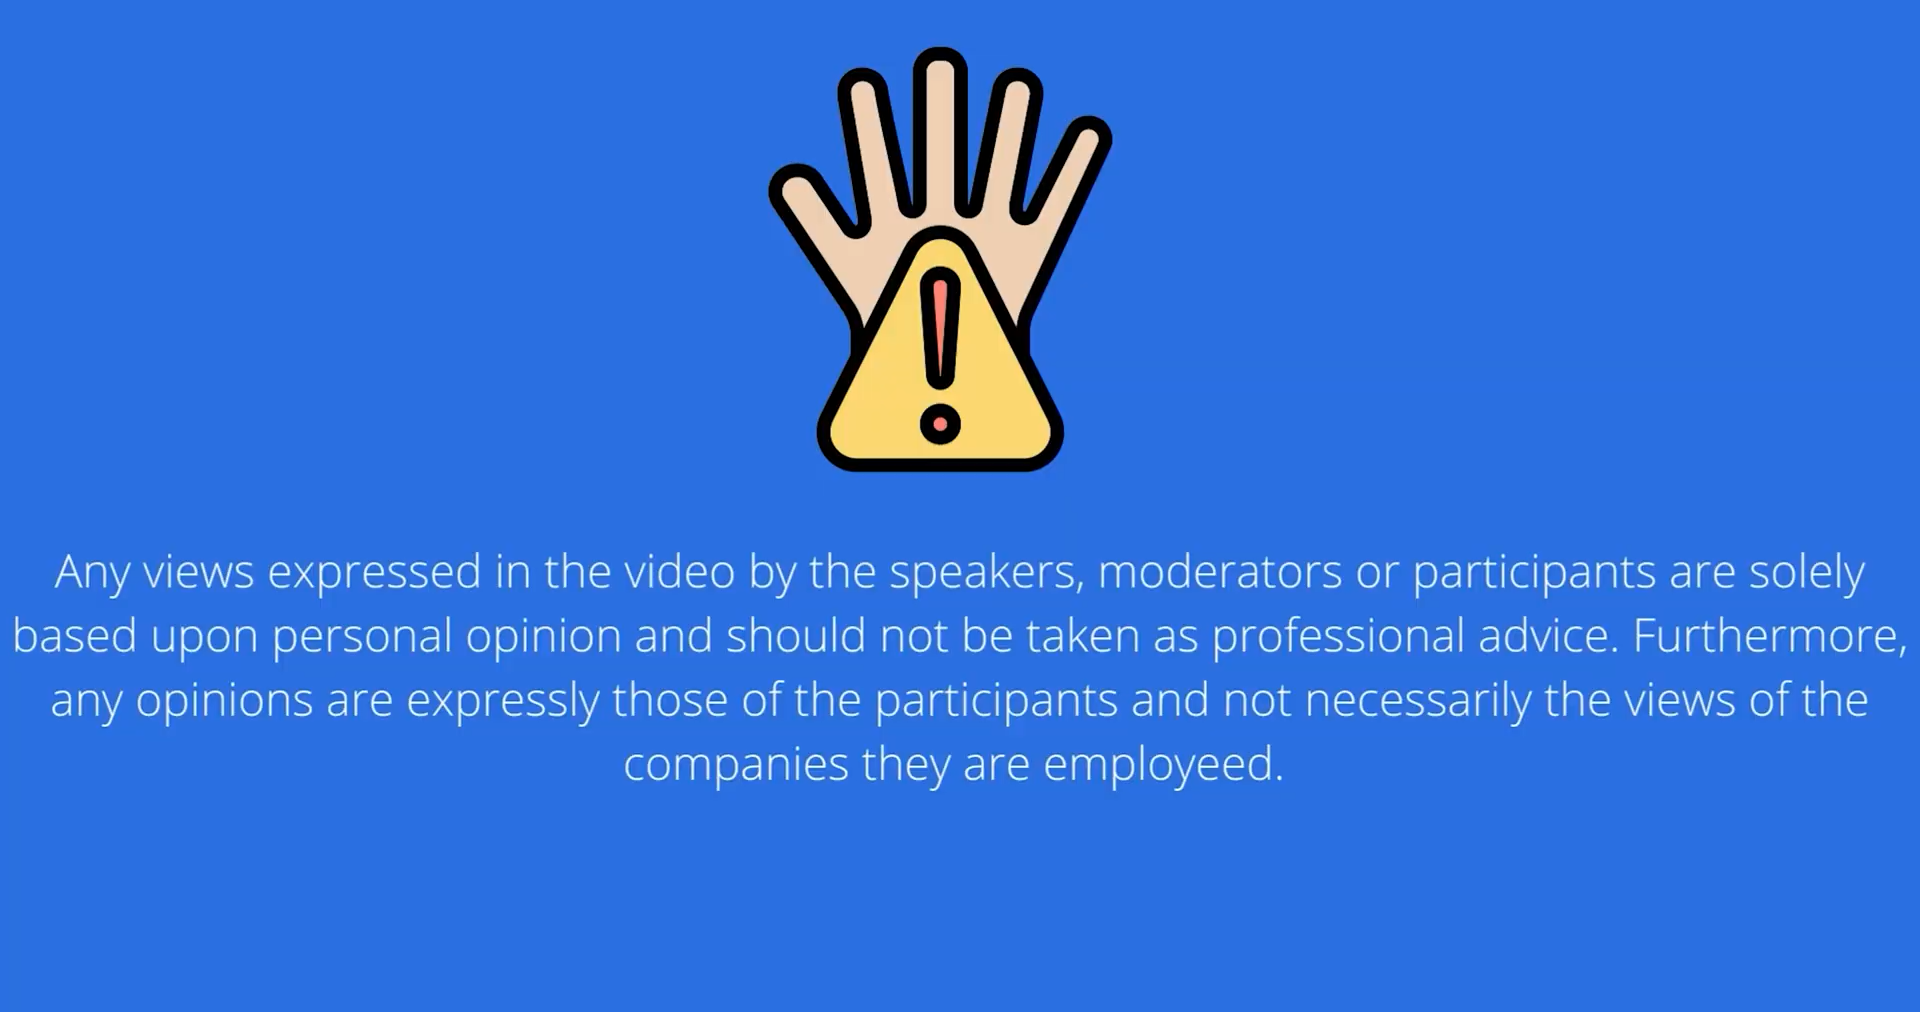 Any views expressed in the video by the speakers, moderators or participants are solely
based upon personal opinion and should not be taken as professional advice. Furthermore,
any opinions are expressly those of the participants and not necessarily the views of the
companies they are employeed.